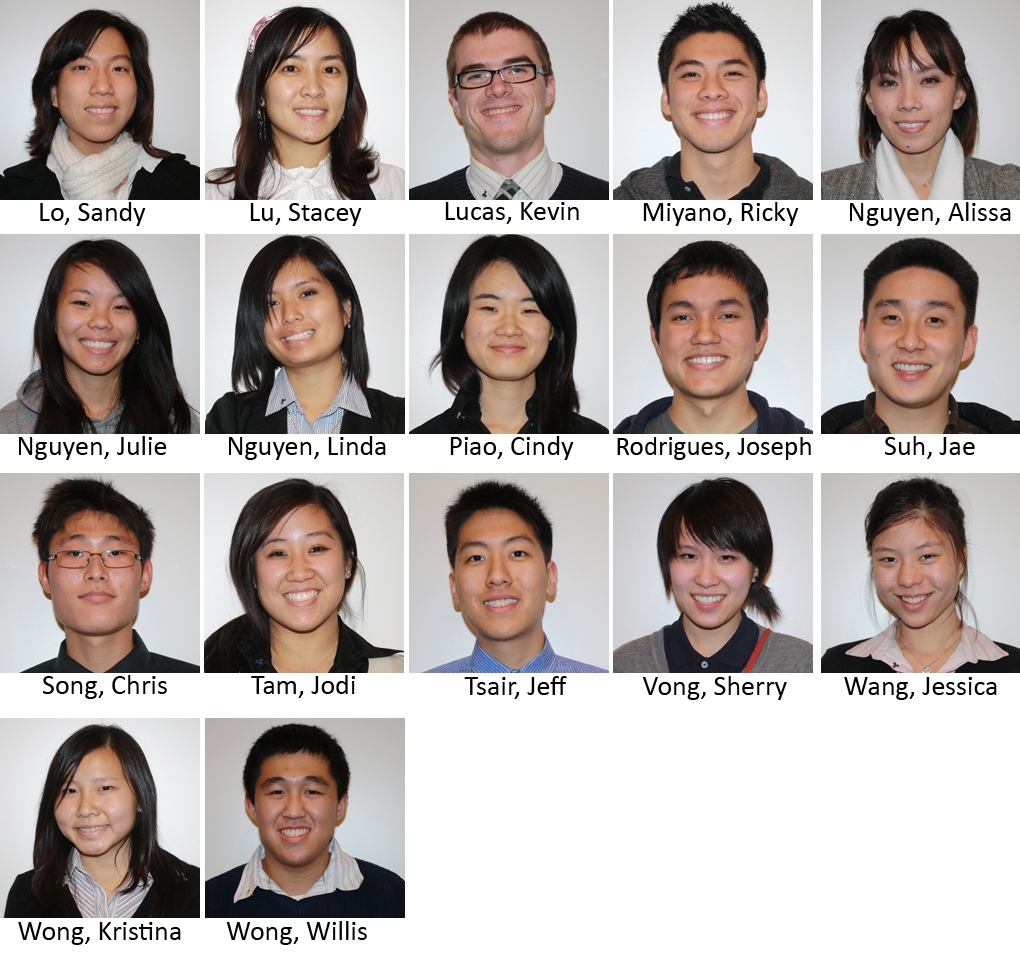 Lo, Sandy
Lu, Stacey
Lucas, Kevin
Miyano, Ricky
Nguyen, Alissa
Nguyen, Julie
Nguyen, Linda
Piao, Cindy
Rodrigues, Joseph
Suh, Jae
Song, Chris
Tam, Jodi
Tsair, Jeff
Vong, Sherry
Wang, Jessica
Wong, Kristina
Wong, Willis